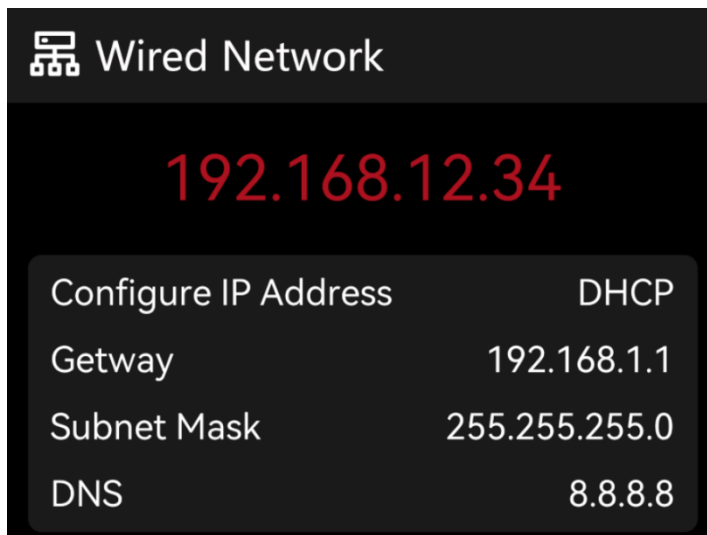 Wired Network
192.168.12.34
Configure IP Address DHCP
Getway 192.168.1.1
Subnet Mask 255.255.255.0
DNS 8.8.8.8